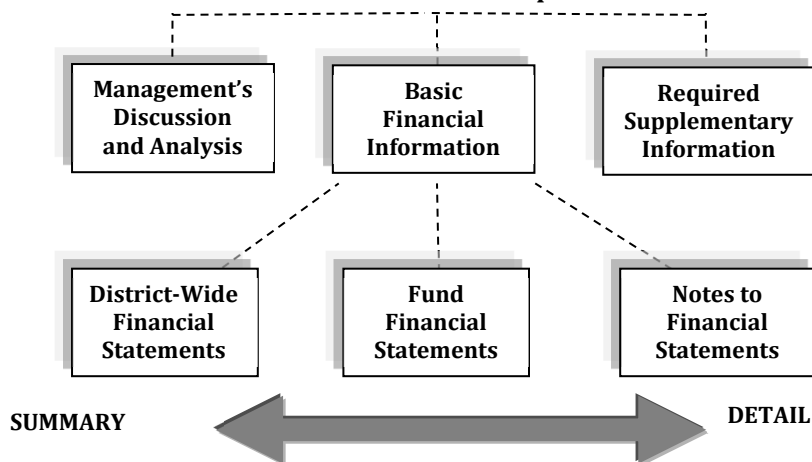 Management’s
Discussion
and Analysis
Basic
Financial
Information
Required
Supplementary
Information
District-Wide
Financial
Statements
Fund
Financial
Statements
Notes to
Financial
Statements
SUMMARY
DETAIL